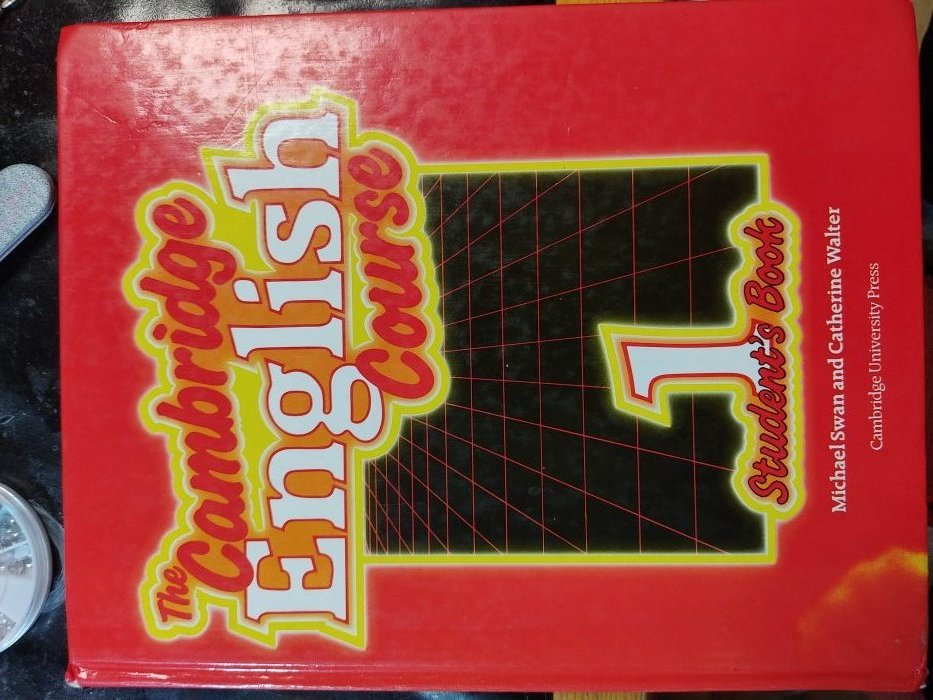 The
Cambridge
English
Course
1
Student's Book
Michael Swan and Catherine Walter
Cambridge University Press